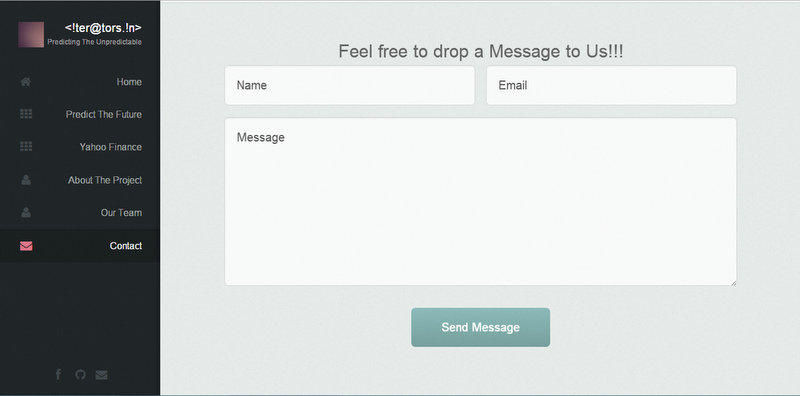 <!ter@tors.!n>
Predicting The Unpredictable
Home
Predict The Future
Yahoo Finance
About The Project
Our Team
Contact
Feel free to drop a Message to Us!!!
Name
Email
Message
Send Message